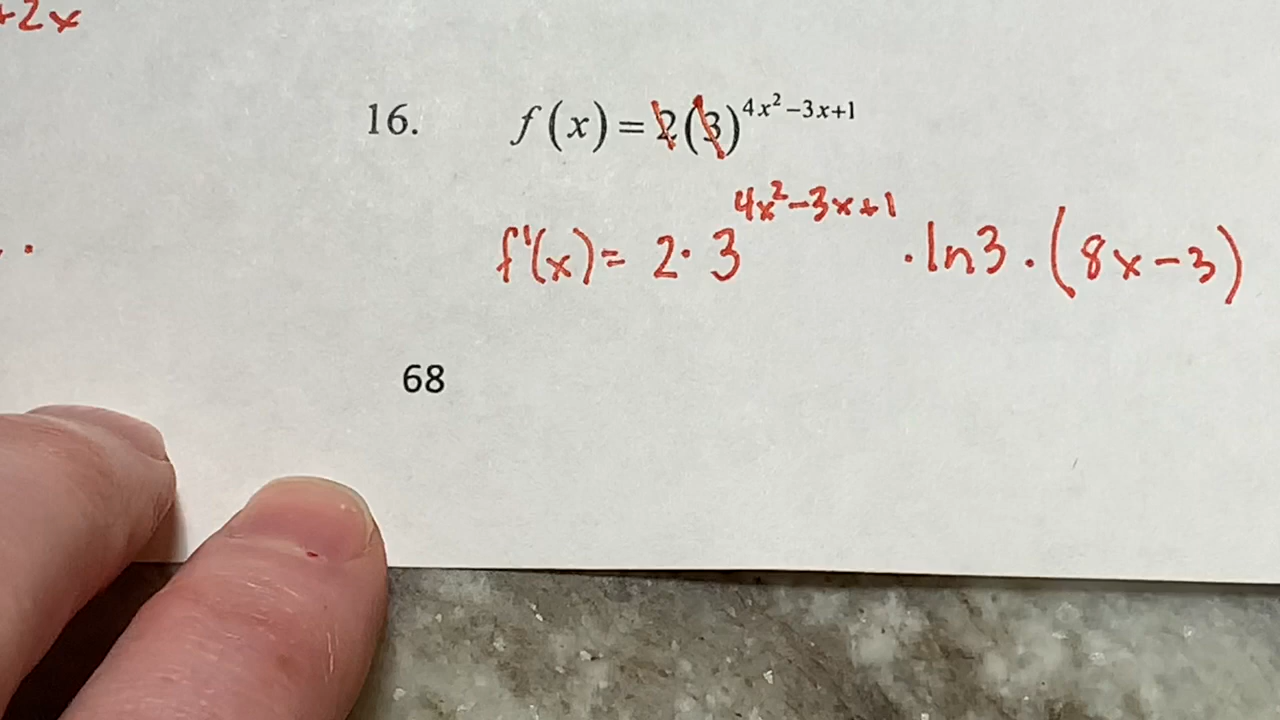 +2x
16. f(x) = 2(3)^{4x²−3x+1}
f'(x) = 2 · 3^{4x²−3x+1} · ln3 · (8x−3)
68